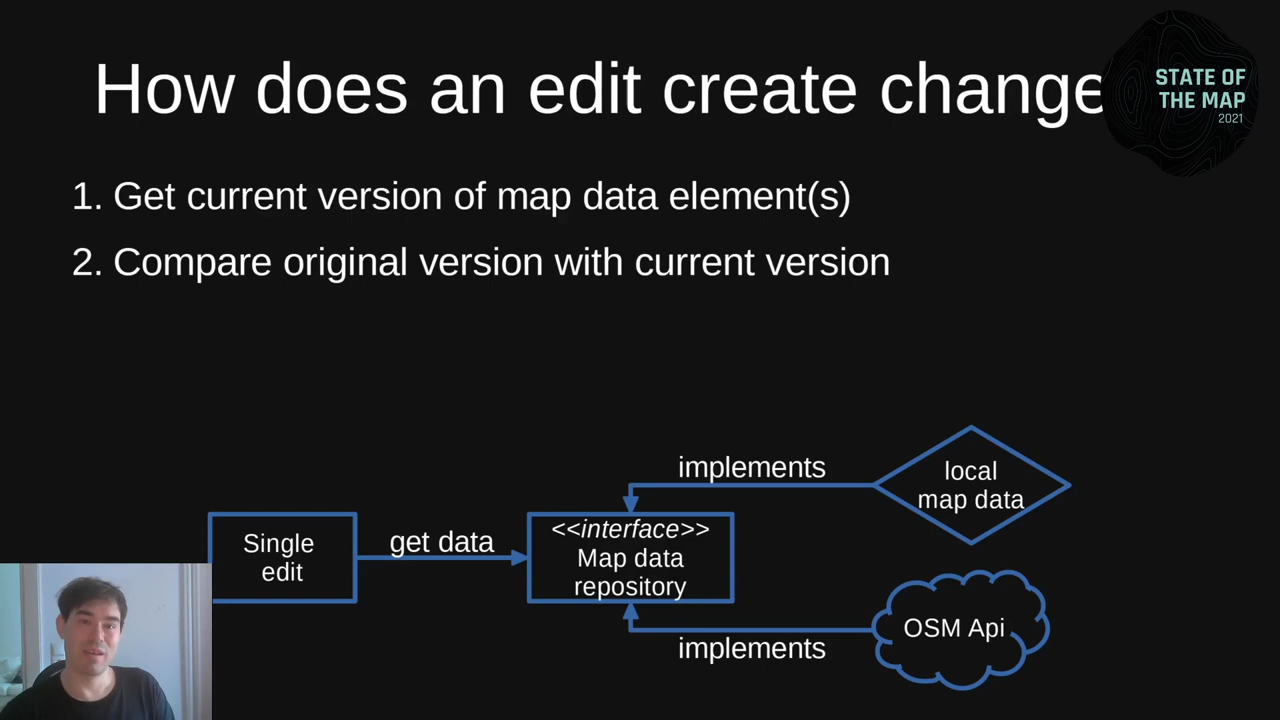 How does an edit create change
STATE OF
THE MAP
2021
1. Get current version of map data element(s)
2. Compare original version with current version
implements
local
map data
Single
edit
get data
<<interface>>
Map data
repository
OSM Api
implements